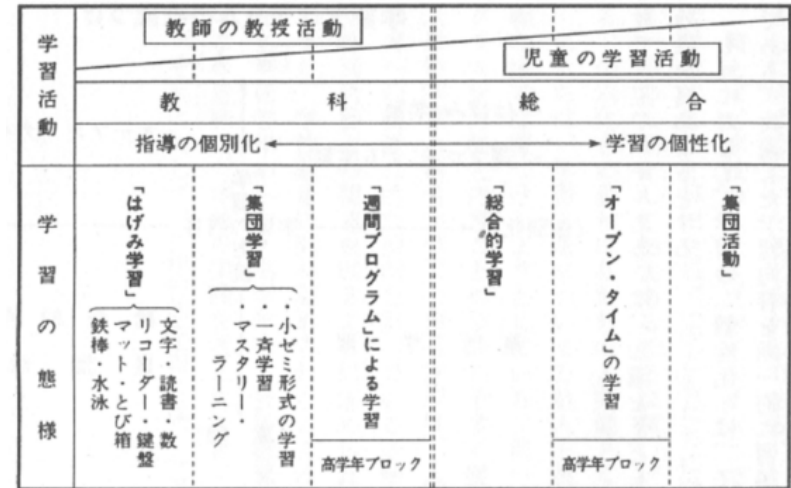 学習活動
教師の教授活動
児童の学習活動
教科
総合
指導の個別化
学習の個性化
学習の態様
「はげみ学習」
文字・読書・数
リコーダー・鍵盤
マット・とび箱
鉄棒・水泳
「集団学習」
小ゼミ形式の学習
・一斉学習
マスタリー・
ラーニング
「週間プログラム」による学習
高学年ブロック
「総合的学習」
「オープン・タイム」の学習
高学年ブロック
「集団活動」